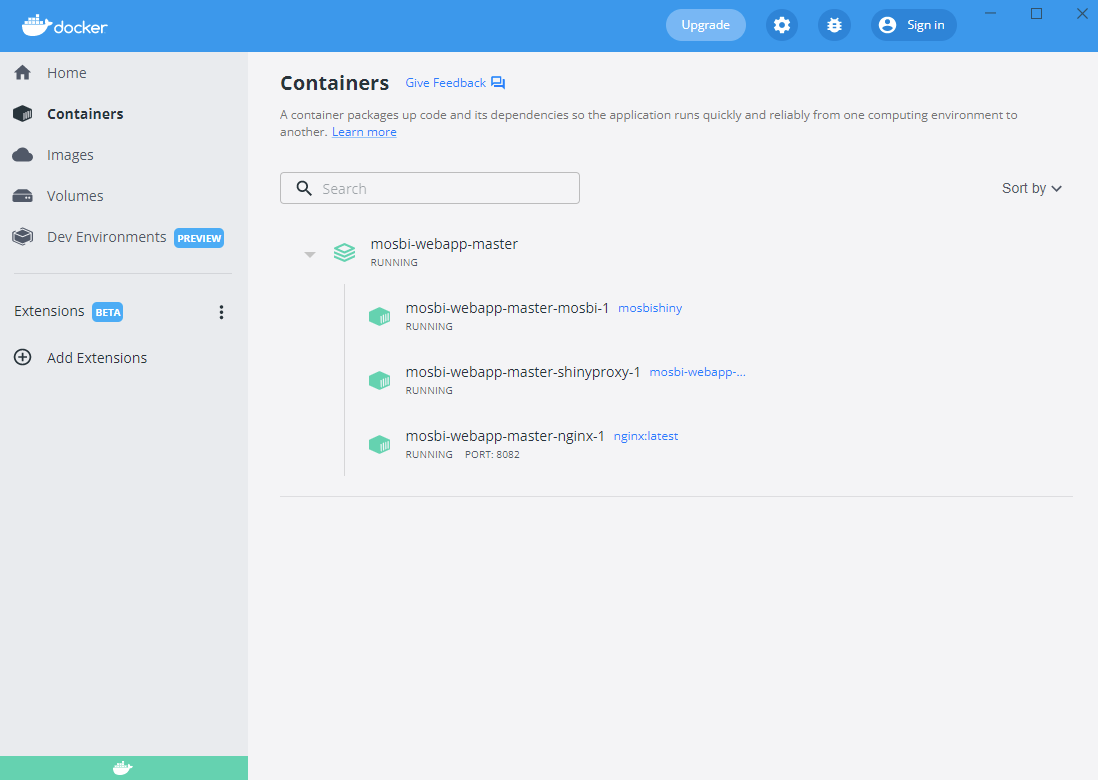 docker
Upgrade
Sign in
Home
Containers
Images
Volumes
Dev Environments PREVIEW
Extensions BETA
Add Extensions
Containers Give Feedback
A container packages up code and its dependencies so the application runs quickly and reliably from one computing environment to
another. Learn more
Search
Sort by
mosbi-webapp-master
RUNNING
mosbi-webapp-master-mosbi-1 mosbishiny
RUNNING
mosbi-webapp-master-shinyproxy-1 mosbi-webapp-...
RUNNING
mosbi-webapp-master-nginx-1 nginx:latest
RUNNING PORT: 8082